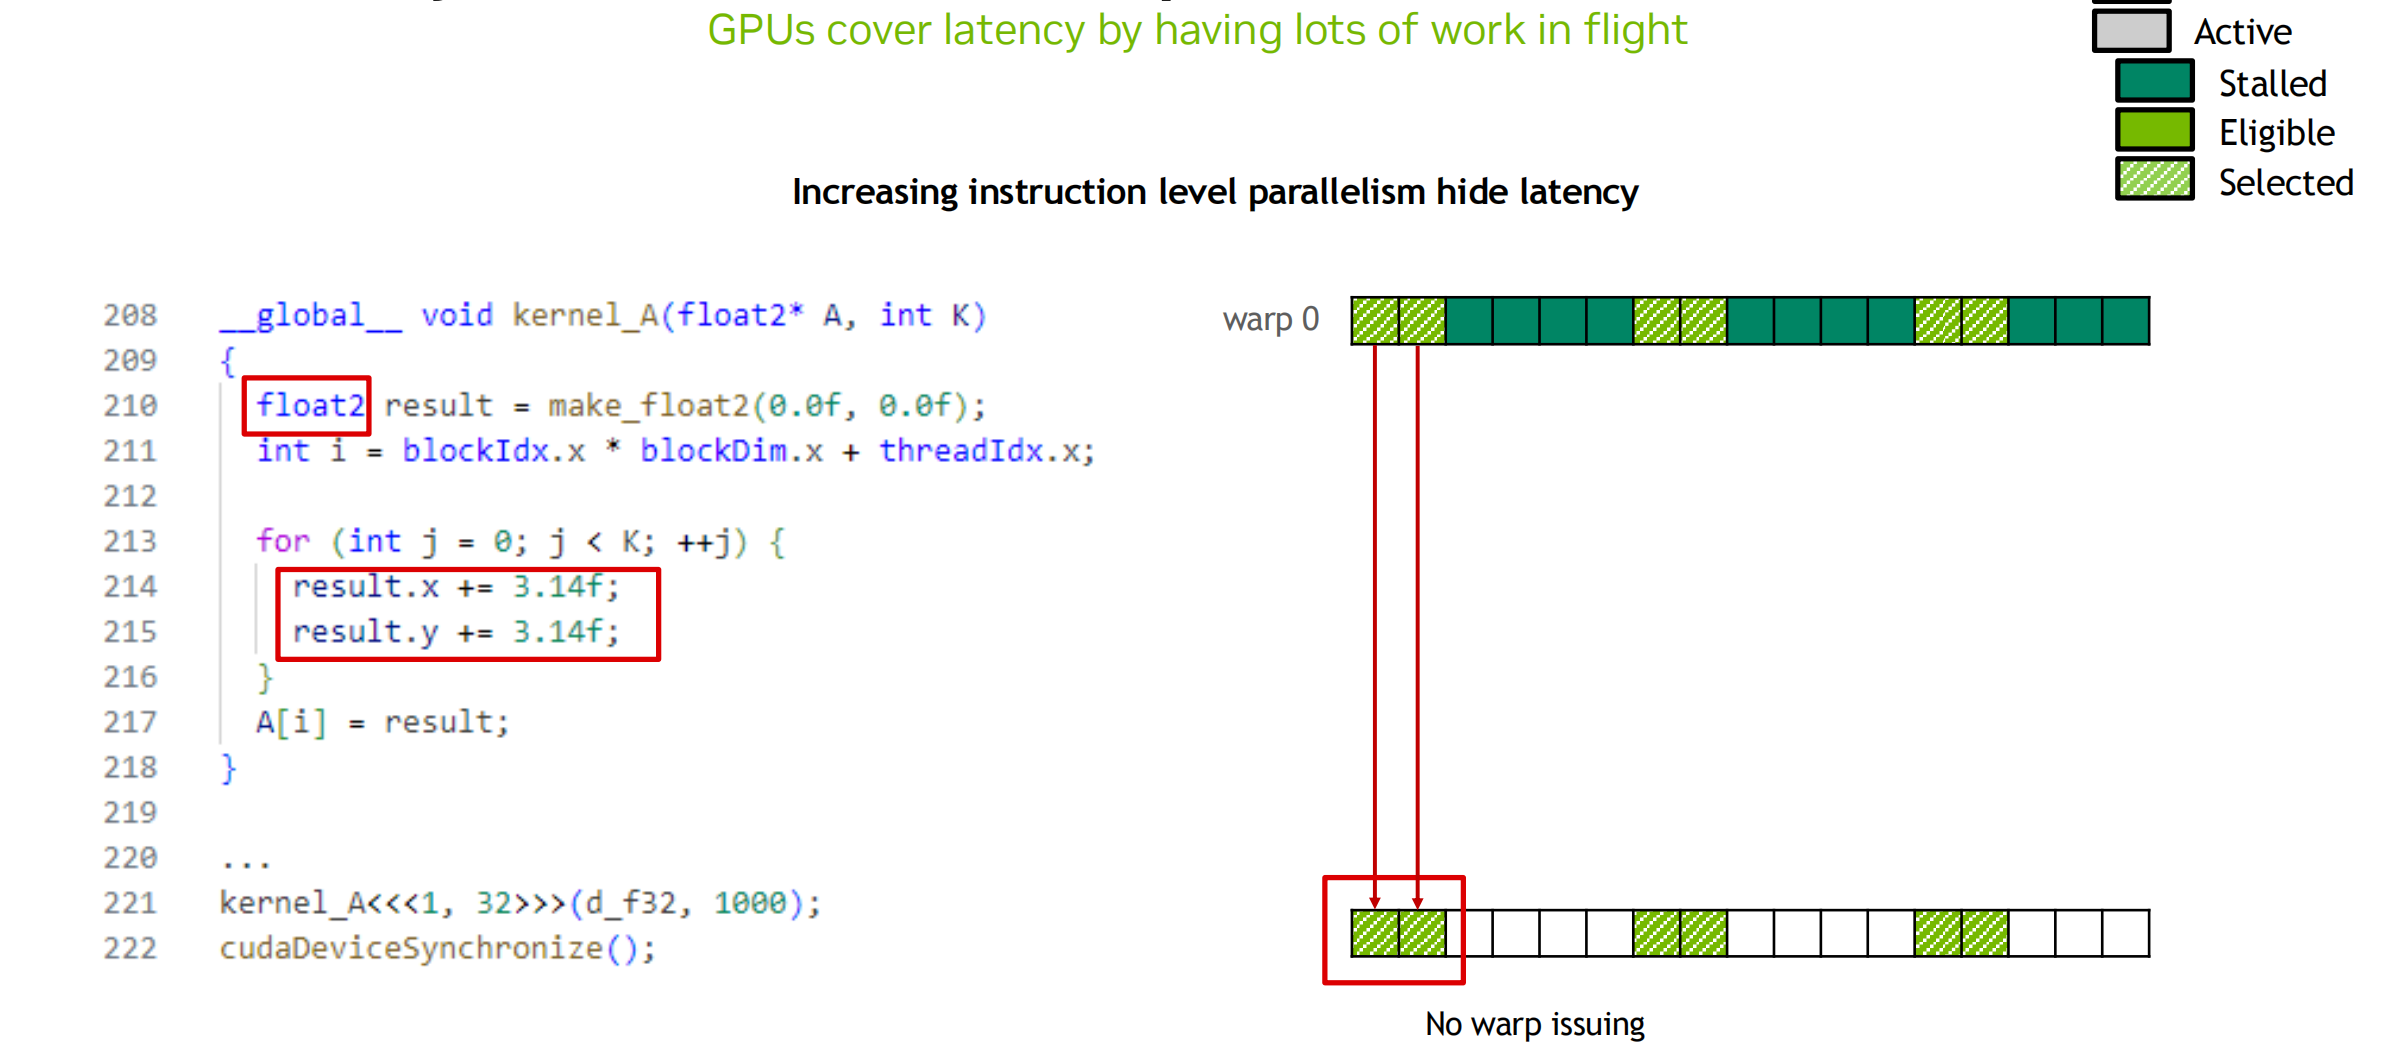 GPUs cover latency by having lots of work in flight
Active
Stalled
Eligible
Selected
Increasing instruction level parallelism hide latency
208 __global__ void kernel_A(float2* A, int K)
209 {
210 float2 result = make_float2(0.0f, 0.0f);
211 int i = blockIdx.x * blockDim.x + threadIdx.x;
212
213 for (int j = 0; j < K; ++j) {
214 result.x += 3.14f;
215 result.y += 3.14f;
216 }
217 A[i] = result;
218 }
219
220 ...
221 kernel_A<<<1, 32>>>(d_f32, 1000);
222 cudaDeviceSynchronize();
warp 0
No warp issuing